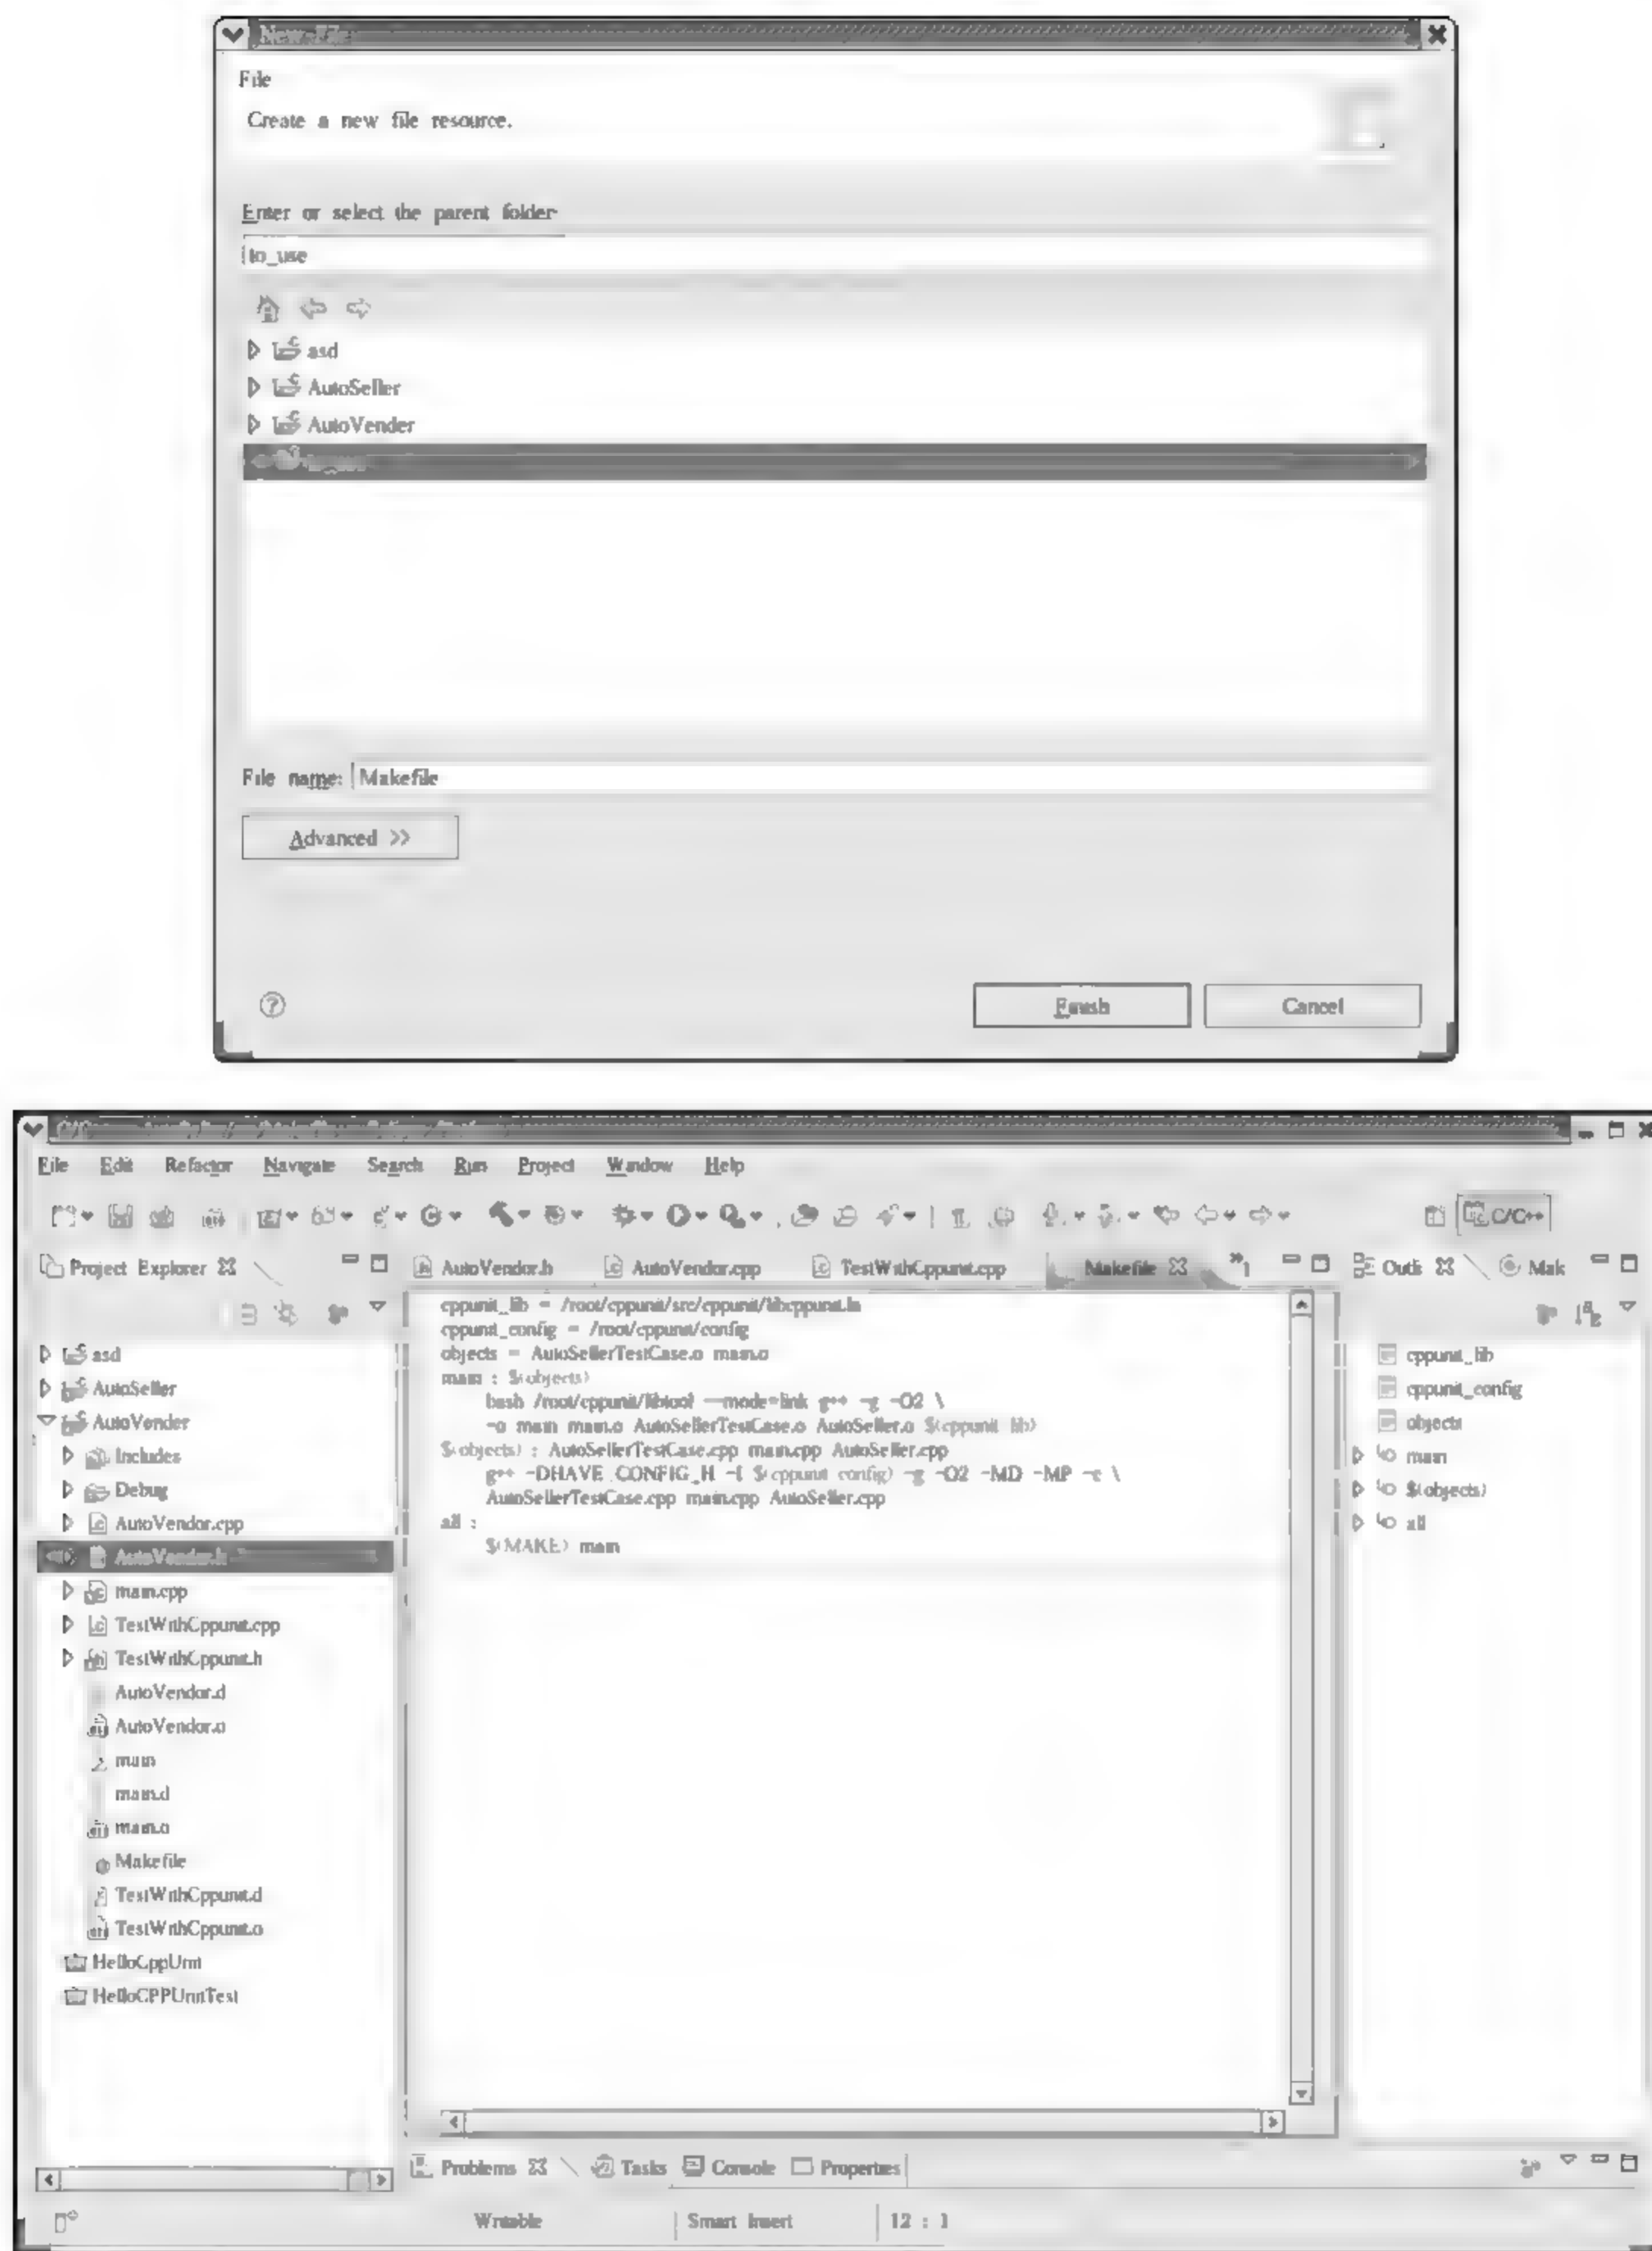 New File
File
Create a new file resource.
Enter or select the parent folder:
to_use
asd
AutoSeller
AutoVender
File name: Makefile
Advanced >>
Finish
Cancel
File Edit Refactor Navigate Search Run Project Window Help
C/C++
Project Explorer
AutoVendor.h AutoVendor.cpp TestWithCppunit.cpp Makefile
Outli Mak
asd
AutoSeller
AutoVender
Includes
Debug
AutoVendor.cpp
AutoVendor.h
main.cpp
TestWithCppunit.cpp
TestWithCppunit.h
AutoVendor.d
AutoVendor.o
main
main.d
main.o
Makefile
TestWithCppunit.d
TestWithCppunit.o
HelloCppUnit
HelloCPPUnitTest
cppunit_lib = /root/cppunit/src/cppunit/libcppunit.la
cppunit_config = /root/cppunit/config
objects = AutoSellerTestCase.o main.o
main : $(objects)
bash /root/cppunit/libtool --mode=link g++ -g -O2 \
-o main main.o AutoSellerTestCase.o AutoSeller.o $(cppunit_lib)
$(objects) : AutoSellerTestCase.cpp main.cpp AutoSeller.cpp
g++ -DHAVE_CONFIG_H -I $(cppunit_config) -g -O2 -MD -MP -c \
AutoSellerTestCase.cpp main.cpp AutoSeller.cpp
all :
$(MAKE) main
cppunit_lib
cppunit_config
objects
main
$(objects)
all
Problems Tasks Console Properties
Writable Smart Insert 12 : 1